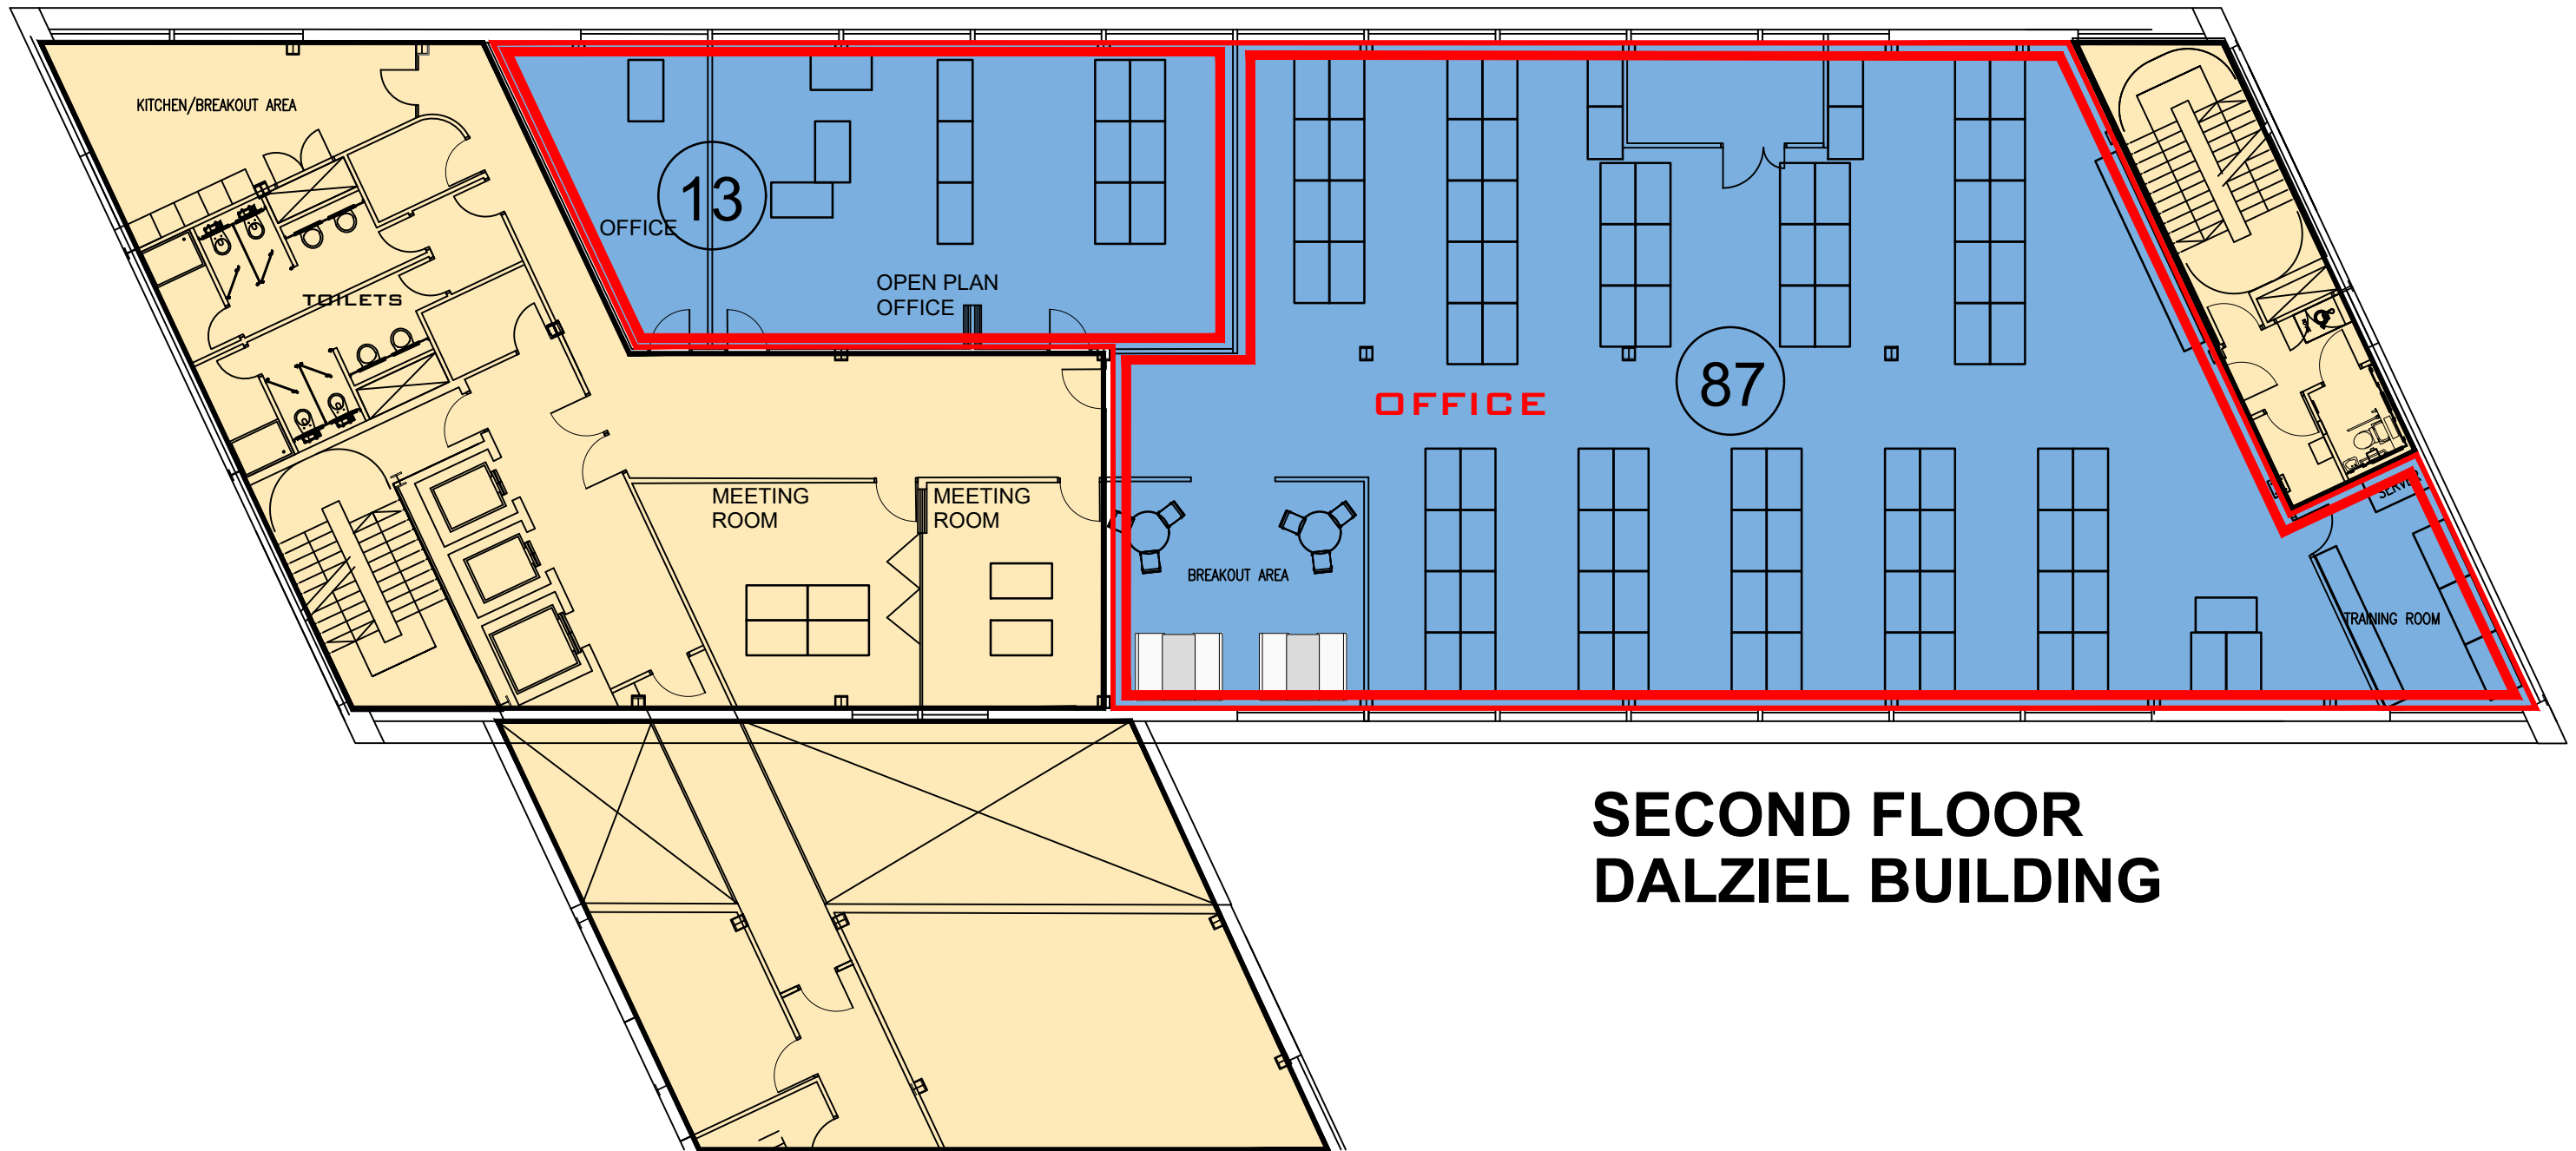 KITCHEN/BREAKOUT AREA
13
OFFICE
OPEN PLAN
OFFICE
TOILETS
87
OFFICE
MEETING
ROOM
MEETING
ROOM
SERVER
BREAKOUT AREA
TRAINING ROOM
SECOND FLOOR
DALZIEL BUILDING